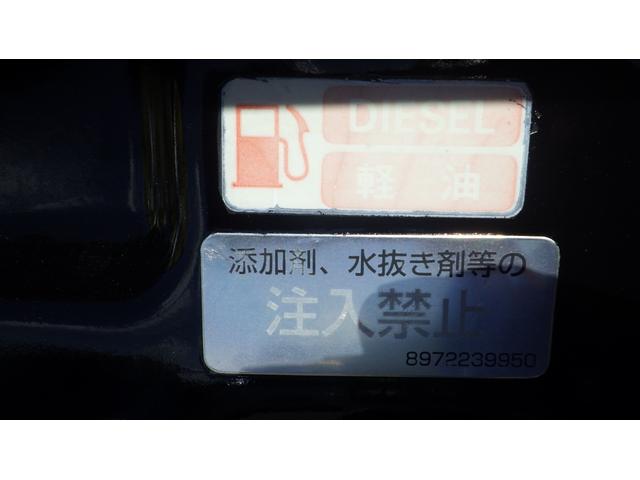 DIESEL
軽油
添加剤、水抜き剤等の
注入禁止
8972239950